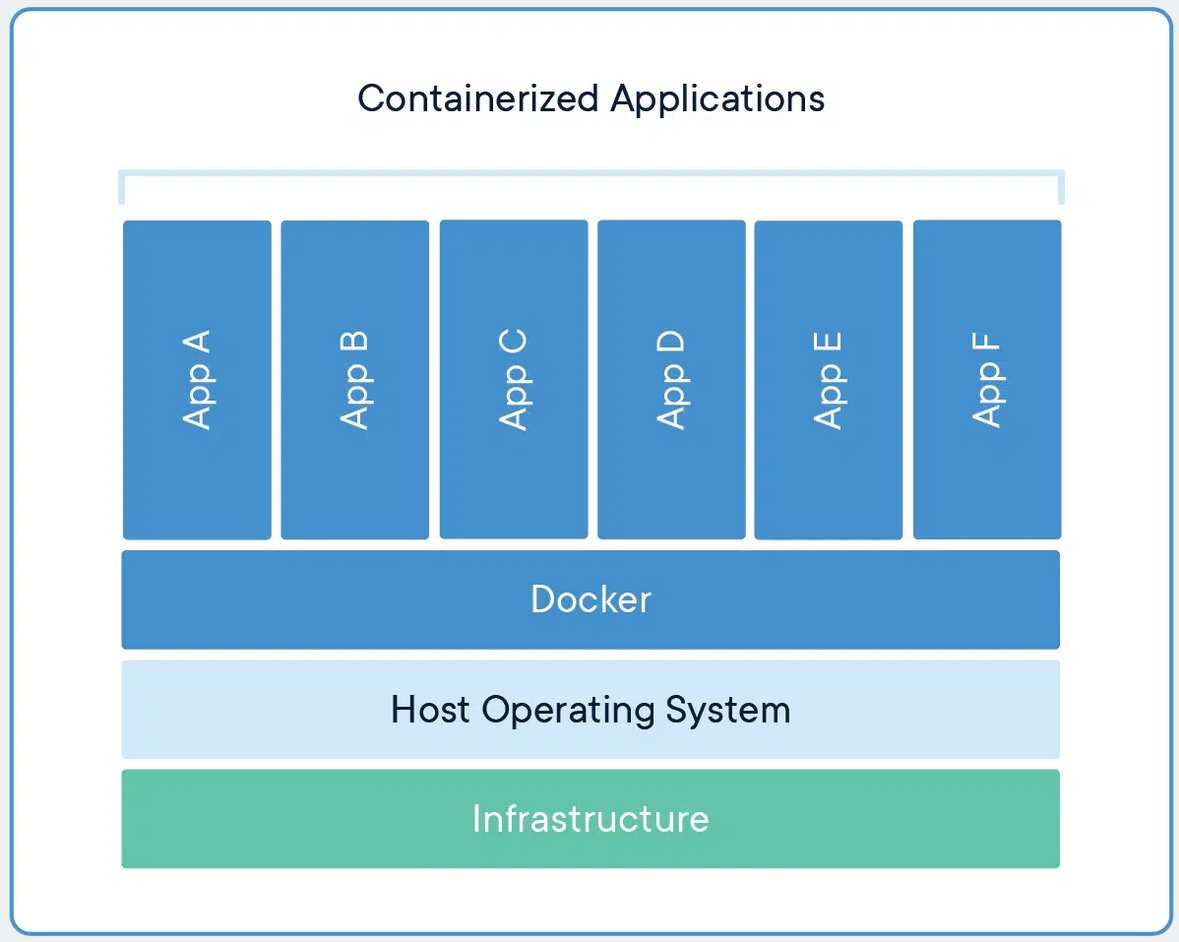 Containerized Applications
App A
App B
App C
App D
App E
App F
Docker
Host Operating System
Infrastructure